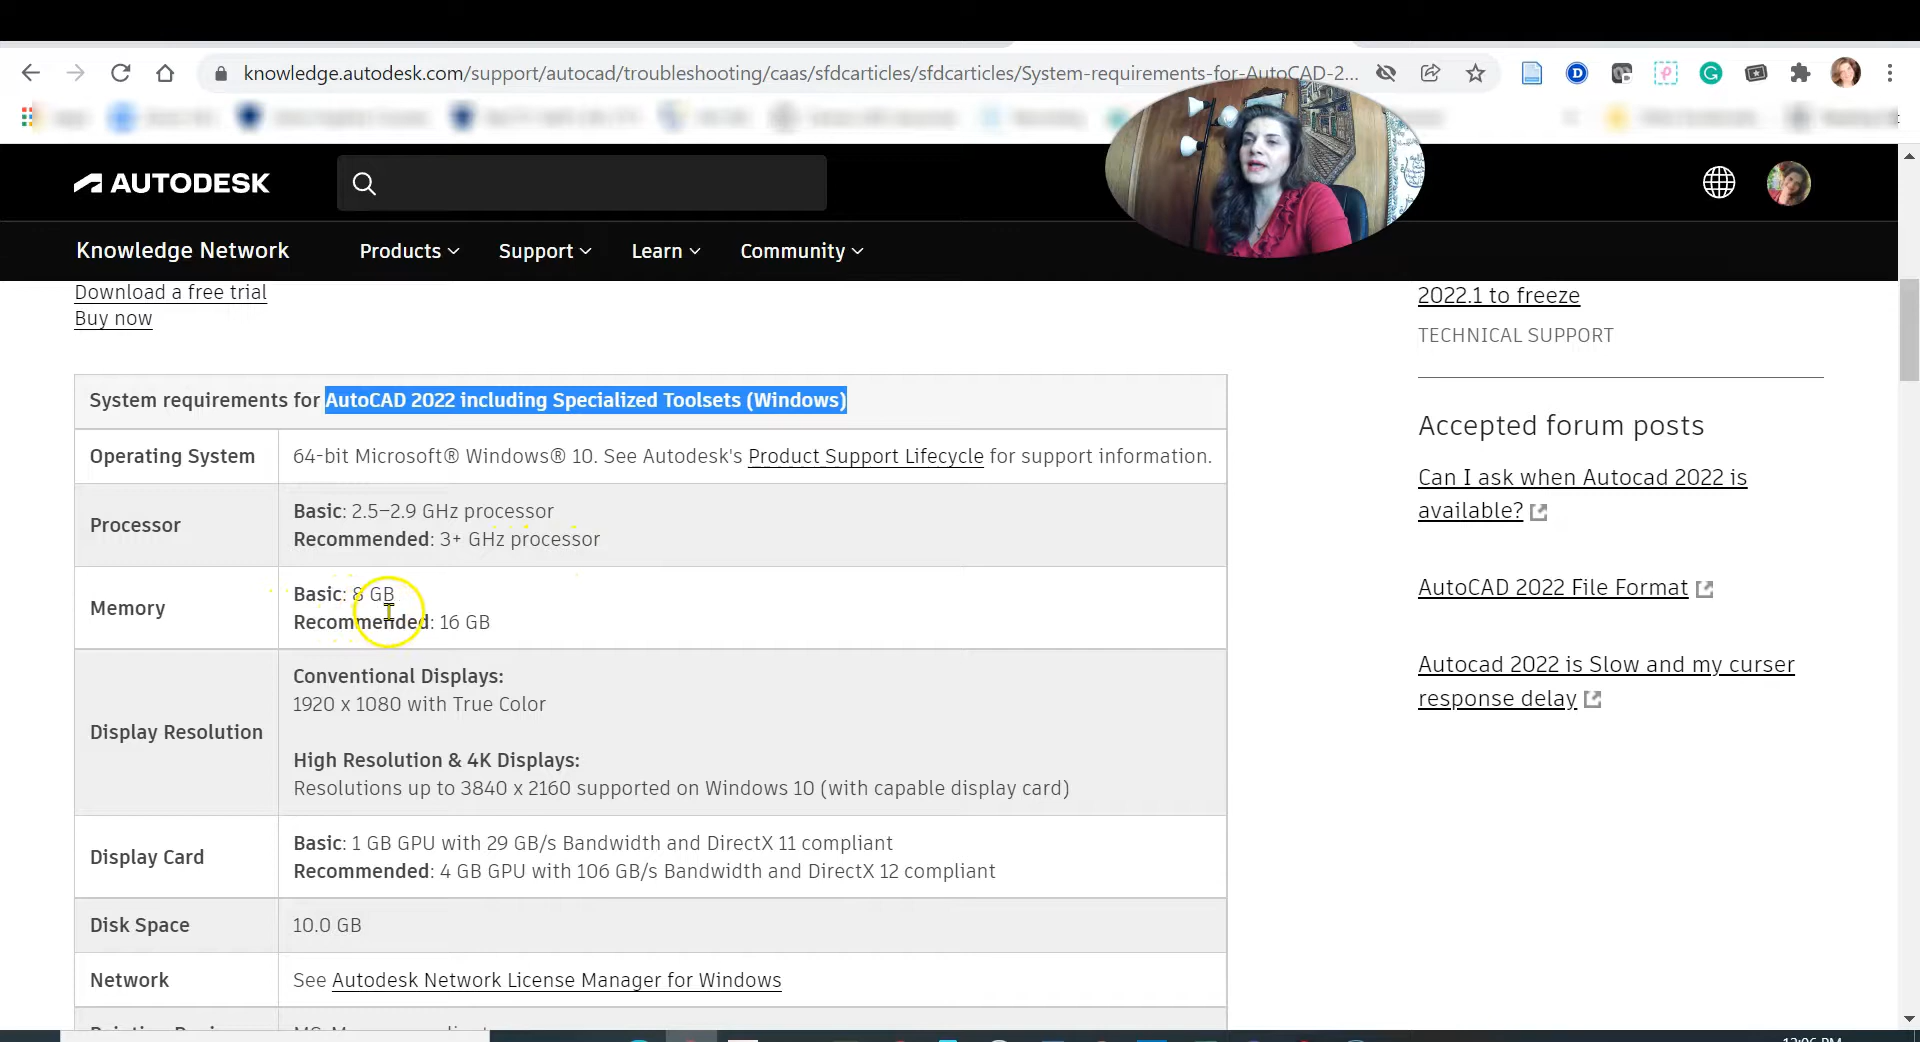 knowledge.autodesk.com/support/autocad/troubleshooting/caas/sfdcarticles/sfdcarticles/System-requirements-for-AutoCAD-2...
AUTODESK
Knowledge Network Products Support Learn Community
Download a free trial
Buy now
System requirements for AutoCAD 2022 including Specialized Toolsets (Windows)
Operating System 64-bit Microsoft® Windows® 10. See Autodesk's Product Support Lifecycle for support information.
Processor
Basic: 2.5–2.9 GHz processor
Recommended: 3+ GHz processor
Memory
Basic: 8 GB
Recommended: 16 GB
Display Resolution
Conventional Displays:
1920 x 1080 with True Color
High Resolution & 4K Displays:
Resolutions up to 3840 x 2160 supported on Windows 10 (with capable display card)
Display Card
Basic: 1 GB GPU with 29 GB/s Bandwidth and DirectX 11 compliant
Recommended: 4 GB GPU with 106 GB/s Bandwidth and DirectX 12 compliant
Disk Space 10.0 GB
Network See Autodesk Network License Manager for Windows
2022.1 to freeze
TECHNICAL SUPPORT
Accepted forum posts
Can I ask when Autocad 2022 is
available?
AutoCAD 2022 File Format
Autocad 2022 is Slow and my curser
response delay